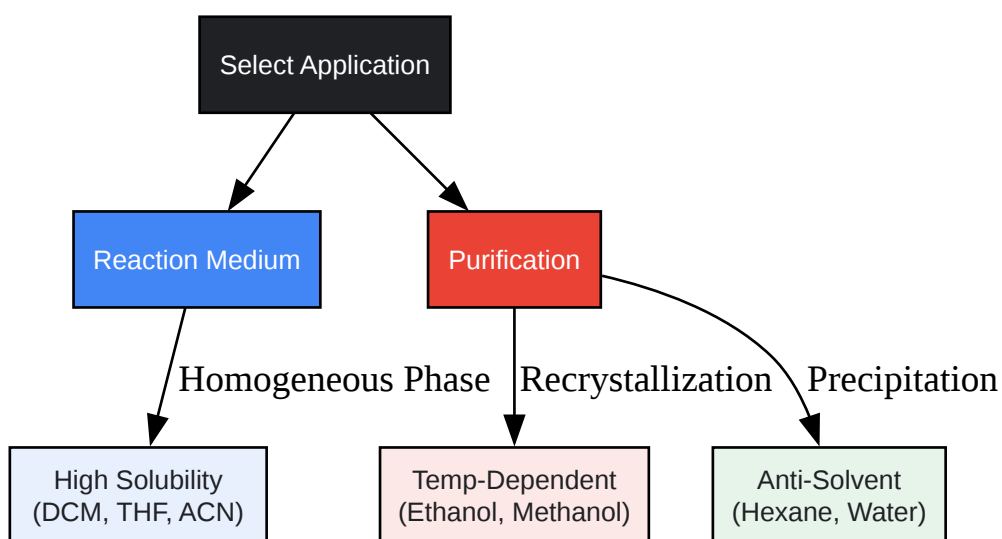 Select Application
Reaction Medium
Purification
Homogeneous Phase
Recrystallization
Precipitation
High Solubility
(DCM, THF, ACN)
Temp-Dependent
(Ethanol, Methanol)
Anti-Solvent
(Hexane, Water)